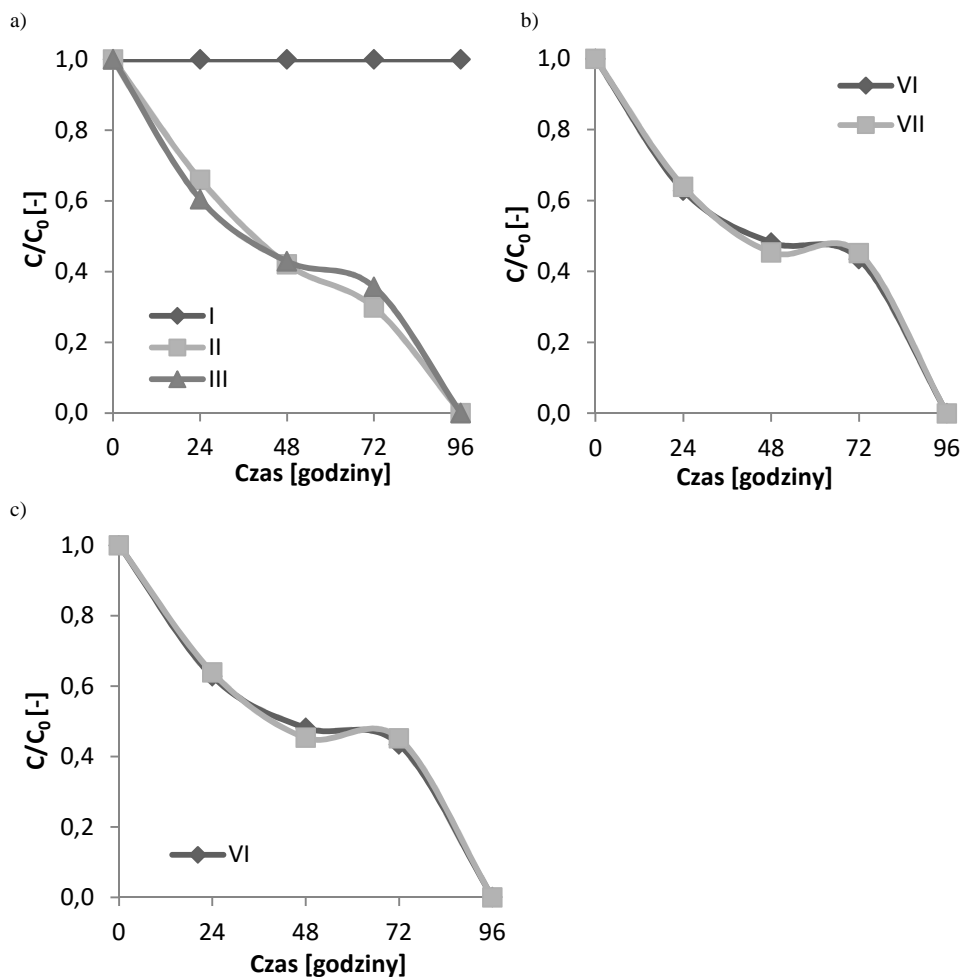 a)
1,0
0,8
0,6
0,4
0,2
0,0
C/C₀ [-]
I
II
III
0 24 48 72 96
Czas [godziny]
b)
1,0
0,8
0,6
0,4
0,2
0,0
C/C₀ [-]
VI
VII
0 24 48 72 96
Czas [godziny]
c)
1,0
0,8
0,6
0,4
0,2
0,0
C/C₀ [-]
VI
0 24 48 72 96
Czas [godziny]